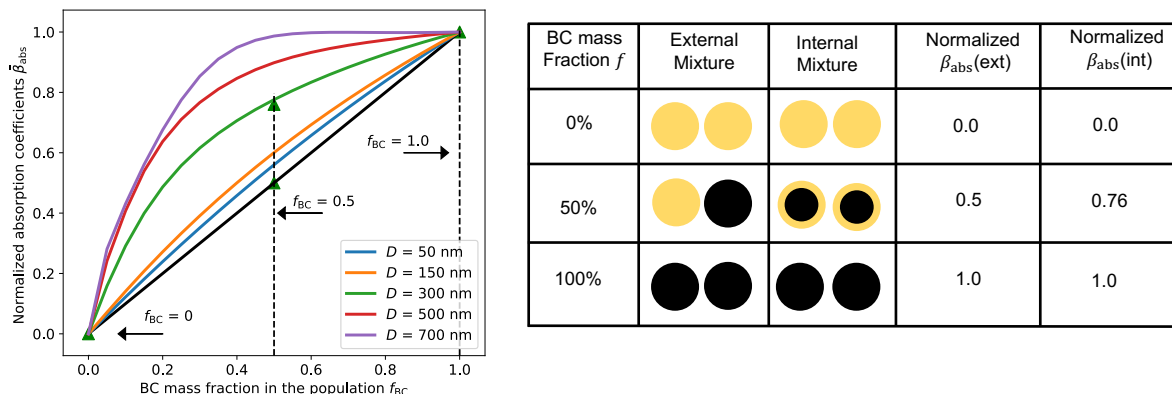 Normalized absorption coefficients β̄abs
1.0
0.8
0.6
0.4
0.2
0.0
fBC = 1.0
fBC = 0.5
fBC = 0
D = 50 nm
D = 150 nm
D = 300 nm
D = 500 nm
D = 700 nm
0.0 0.2 0.4 0.6 0.8 1.0
BC mass fraction in the population fBC
BC mass
Fraction f
External
Mixture
Internal
Mixture
Normalized
βabs(ext)
Normalized
βabs(int)
0% 0.0 0.0
50% 0.5 0.76
100% 1.0 1.0